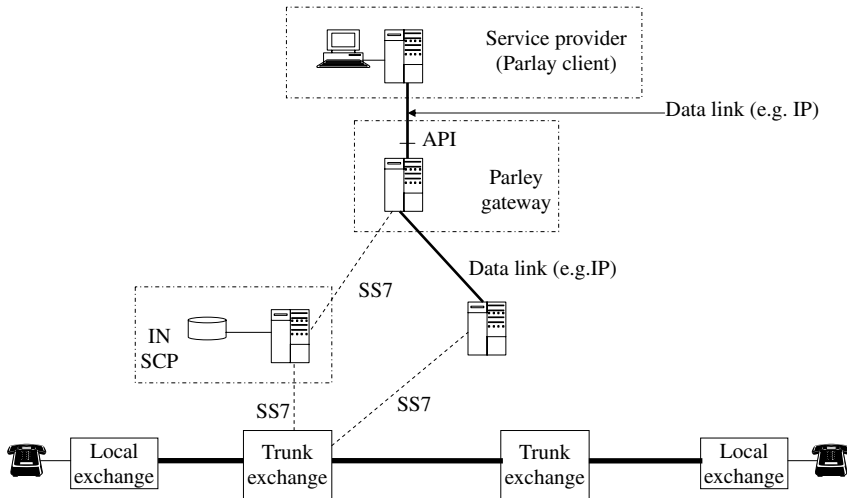 Service provider
(Parlay client)
Data link (e.g. IP)
API
Parley
gateway
Data link (e.g.IP)
SS7
IN
SCP
SS7
SS7
Local
exchange
Trunk
exchange
Trunk
exchange
Local
exchange